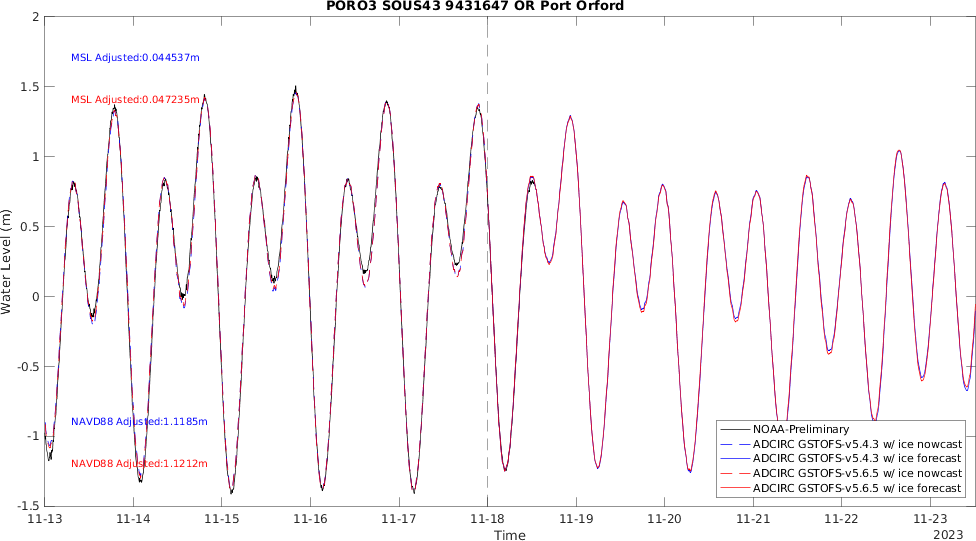 PORO3 SOUS43 9431647 OR Port Orford
2
1.5
1
0.5
0
-0.5
-1
-1.5
Water Level (m)
MSL Adjusted:0.044537m
MSL Adjusted:0.047235m
NAVD88 Adjusted:1.1185m
NAVD88 Adjusted:1.1212m
NOAA-Preliminary
ADCIRC GSTOFS-v5.4.3 w/ ice nowcast
ADCIRC GSTOFS-v5.4.3 w/ ice forecast
ADCIRC GSTOFS-v5.6.5 w/ ice nowcast
ADCIRC GSTOFS-v5.6.5 w/ ice forecast
11-13 11-14 11-15 11-16 11-17 11-18 11-19 11-20 11-21 11-22 11-23
Time
2023